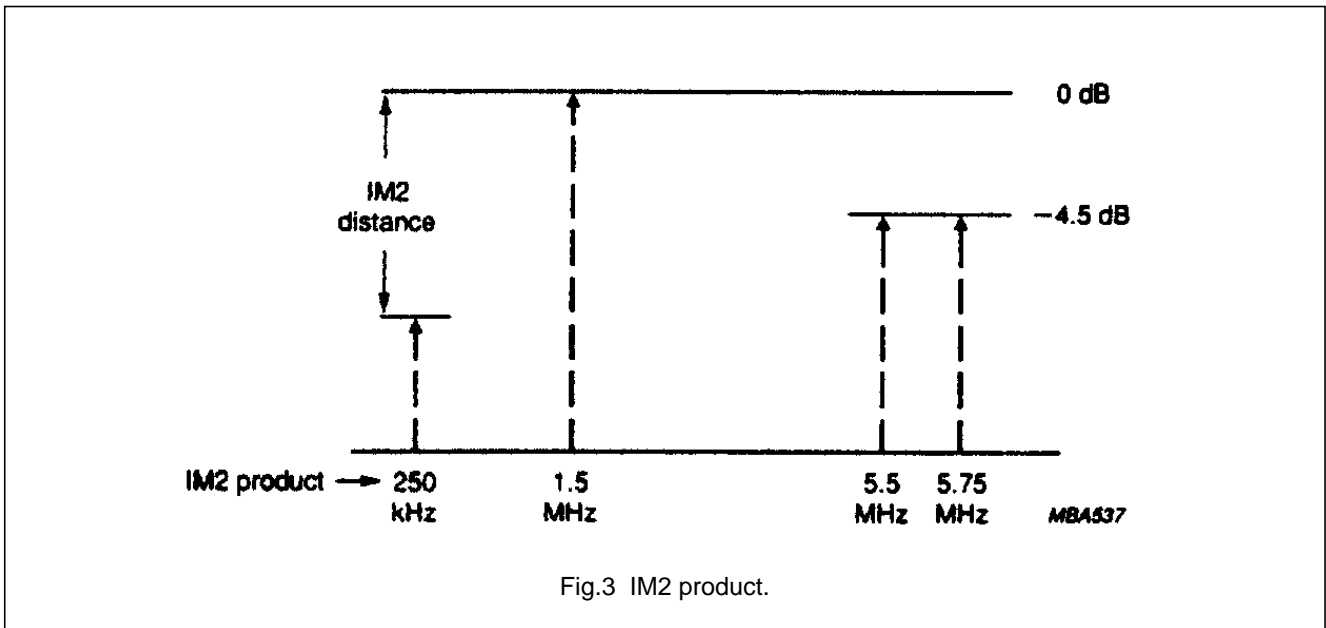 0 dB
IM2
distance
−4.5 dB
IM2 product 250 1.5 5.5 5.75
kHz MHz MHz MHz MBA537
Fig.3 IM2 product.